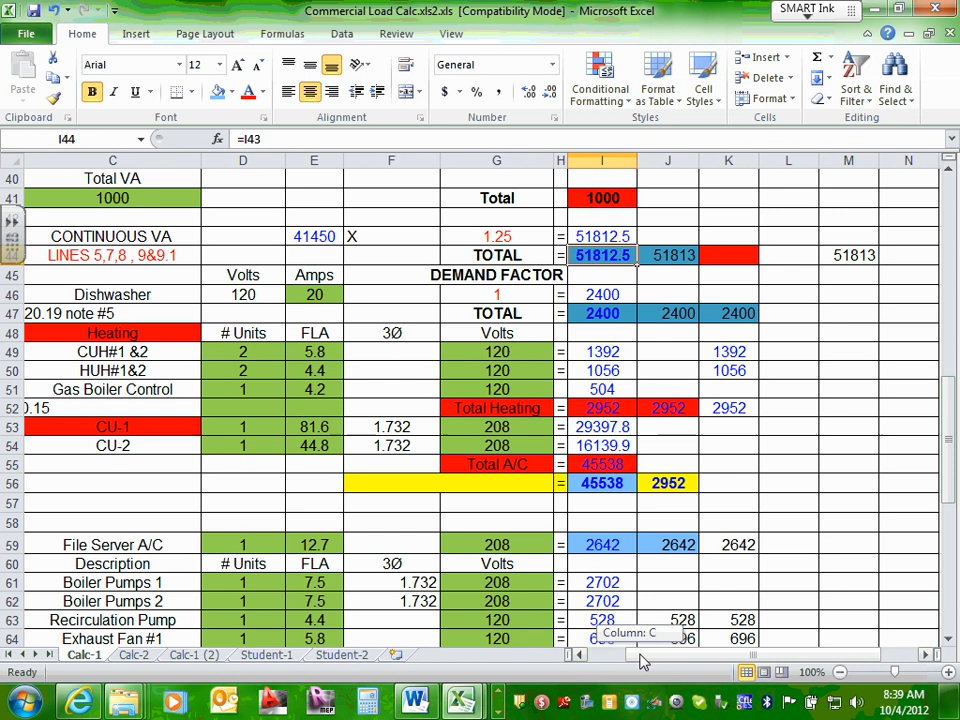 Commercial Load Calc.xls2.xls [Compatibility Mode] - Microsoft Excel
SMART Ink
File Home Insert Page Layout Formulas Data Review View
Paste Arial 12 General Conditional Formatting Format as Table Cell Styles Insert Delete Format Sort & Filter Find & Select
Clipboard Font Alignment Number Styles Cells Editing
I44 fx =I43
C D E F G H I J K L M N
40 Total VA
41 1000 Total 1000
CONTINUOUS VA 41450 X 1.25 = 51812.5
44 LINES 5,7,8 , 9&9.1 TOTAL = 51812.5 51813 51813
45 Volts Amps DEMAND FACTOR
46 Dishwasher 120 20 1 = 2400
47 20.19 note #5 TOTAL = 2400 2400 2400
48 Heating # Units FLA 3Ø Volts
49 CUH#1 &2 2 5.8 120 = 1392 1392
50 HUH#1&2 2 4.4 120 = 1056 1056
51 Gas Boiler Control 1 4.2 120 = 504
52 0.15 Total Heating = 2952 2952 2952
53 CU-1 1 81.6 1.732 208 = 29397.8
54 CU-2 1 44.8 1.732 208 = 16139.9
55 Total A/C = 45538
56 = 45538 2952
57
58
59 File Server A/C 1 12.7 208 = 2642 2642 2642
60 Description # Units FLA 3Ø Volts
61 Boiler Pumps 1 1 7.5 1.732 208 = 2702
62 Boiler Pumps 2 1 7.5 1.732 208 = 2702
63 Recirculation Pump 1 4.4 120 = 528 528 528
64 Exhaust Fan #1 1 5.8 120 = 696
Column: C
Calc-1 Calc-2 Calc-1 (2) Student-1 Student-2
Ready 100%
8:39 AM
10/4/2012